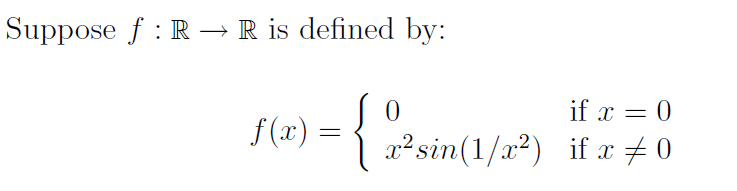 Suppose f : ℝ → ℝ is defined by:
f(x) = { 0 if x = 0
x²sin(1/x²) if x ≠ 0